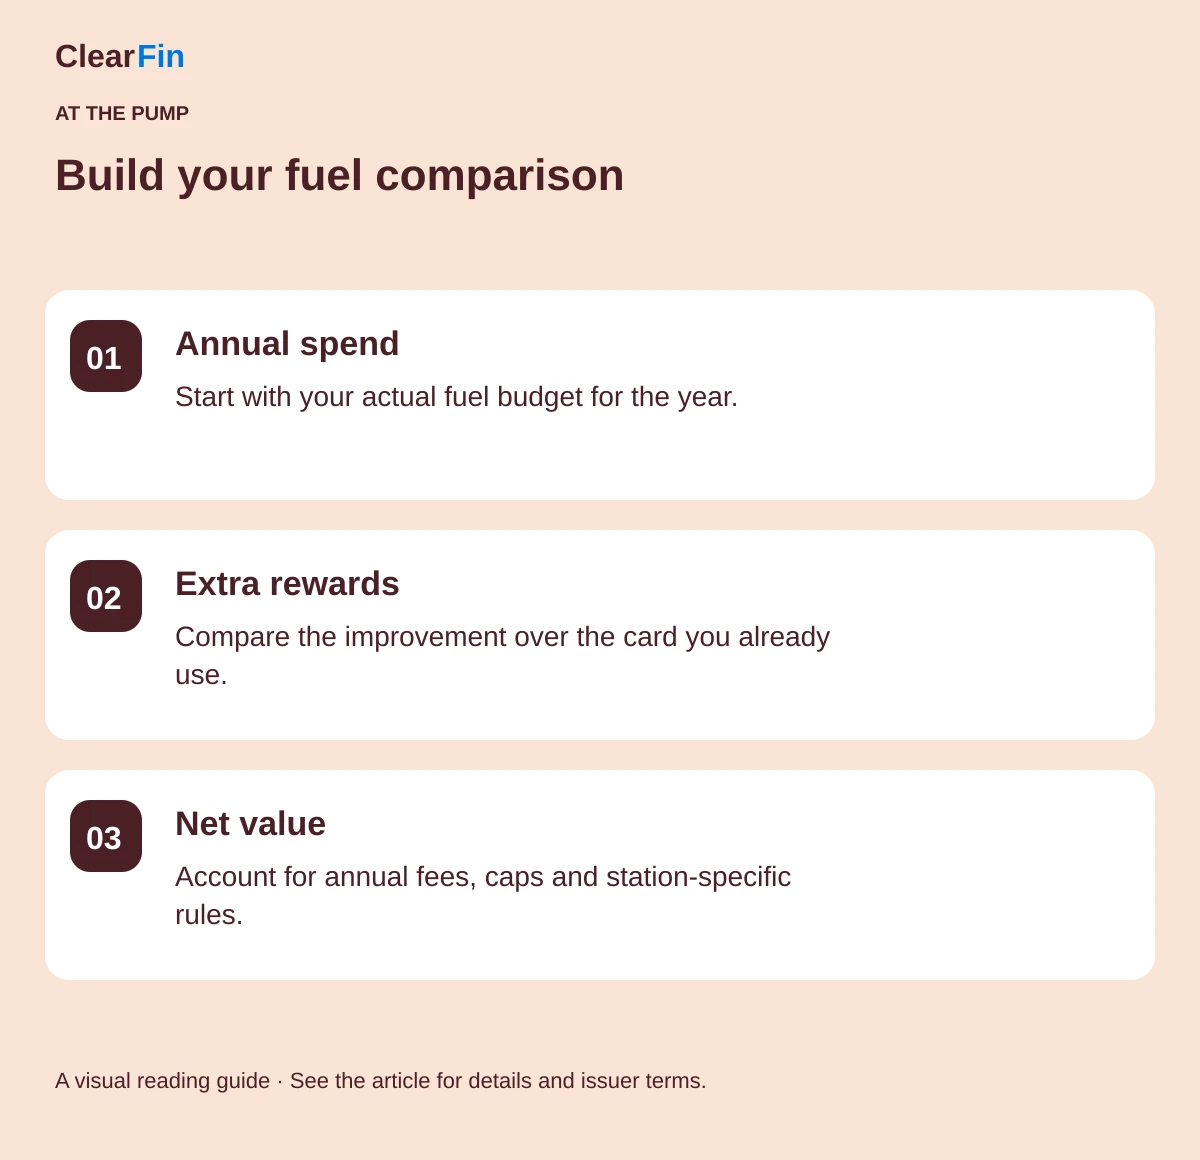 ClearFin
AT THE PUMP
Build your fuel comparison
01
Annual spend
Start with your actual fuel budget for the year.
02
Extra rewards
Compare the improvement over the card you already
use.
03
Net value
Account for annual fees, caps and station-specific
rules.
A visual reading guide · See the article for details and issuer terms.